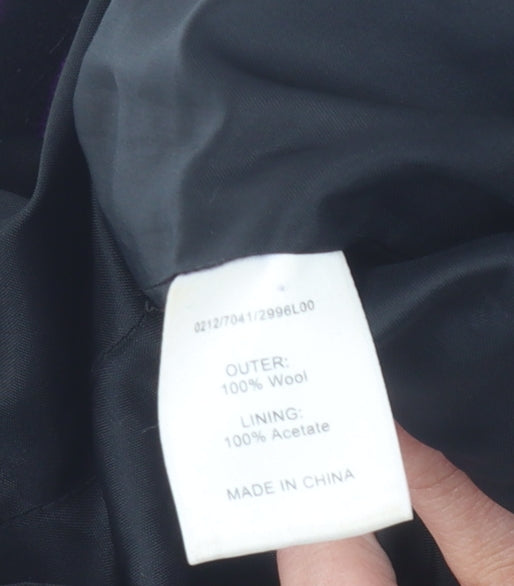 0212/7041/2996L00
OUTER:
100% Wool
LINING:
100% Acetate
MADE IN CHINA